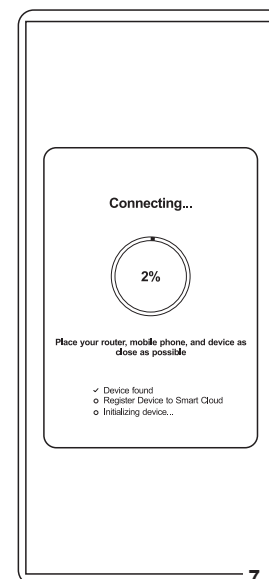 Connecting...
2%
Place your router, mobile phone, and device as
close as possible
✓ Device found
o Register Device to Smart Cloud
o Initializing device...
7